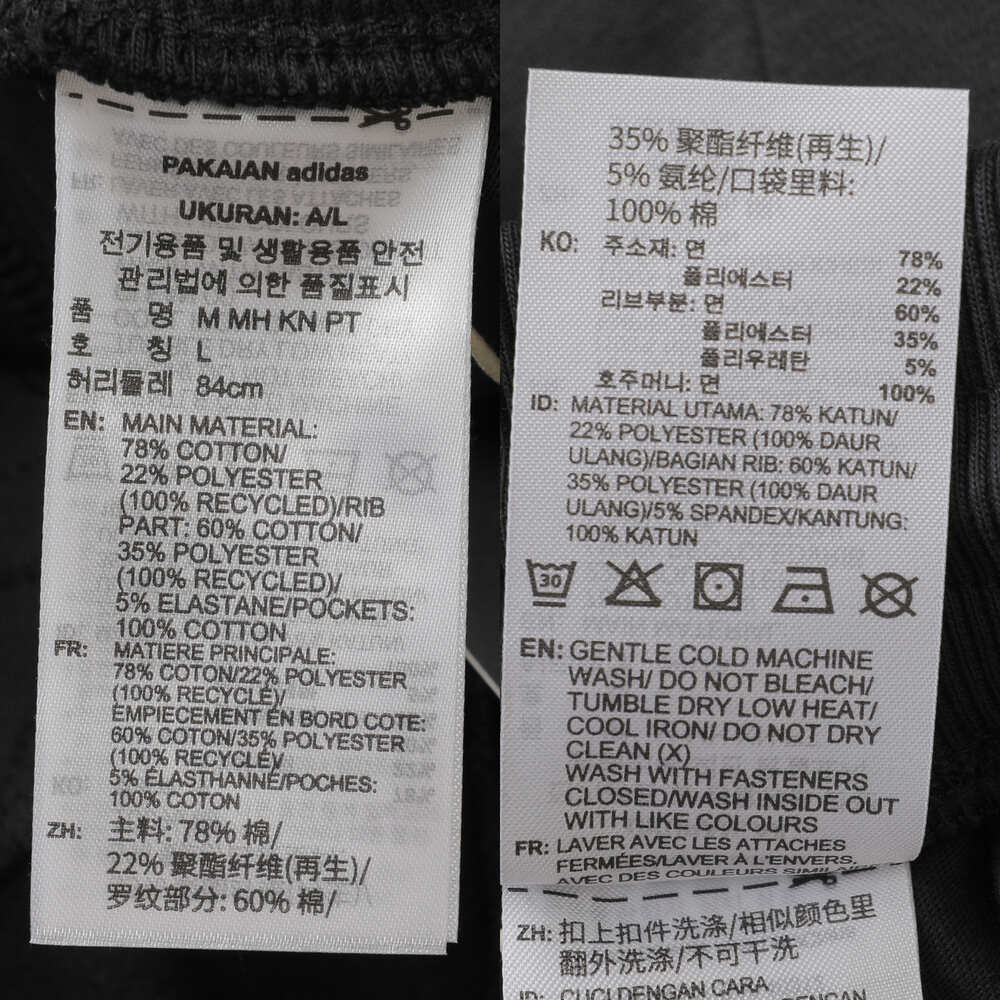 PAKAIAN adidas
UKURAN: A/L
전기용품 및 생활용품 안전
관리법에 의한 품질표시
품 명 M MH KN PT
호 칭 L
허리둘레 84cm
EN: MAIN MATERIAL:
78% COTTON/
22% POLYESTER
(100% RECYCLED)/RIB
PART: 60% COTTON/
35% POLYESTER
(100% RECYCLED)/
5% ELASTANE/POCKETS:
100% COTTON
FR: MATIERE PRINCIPALE:
78% COTON/22% POLYESTER
(100% RECYCLÉ)/
EMPIECEMENT EN BORD COTE:
60% COTON/35% POLYESTER
(100% RECYCLÉ)/
5% ÉLASTHANNE/POCHES:
100% COTON
ZH: 主料: 78% 棉/
22% 聚酯纤维(再生)/
罗纹部分: 60% 棉/
35% 聚酯纤维(再生)/
5% 氨纶/口袋里料:
100% 棉
KO: 주소재: 면 78%
폴리에스터 22%
리브부분: 면 60%
폴리에스터 35%
폴리우레탄 5%
호주머니: 면 100%
ID: MATERIAL UTAMA: 78% KATUN/
22% POLYESTER (100% DAUR
ULANG)/BAGIAN RIB: 60% KATUN/
35% POLYESTER (100% DAUR
ULANG)/5% SPANDEX/KANTUNG:
100% KATUN
30
EN: GENTLE COLD MACHINE
WASH/ DO NOT BLEACH/
TUMBLE DRY LOW HEAT/
COOL IRON/ DO NOT DRY
CLEAN (X)
WASH WITH FASTENERS
CLOSED/WASH INSIDE OUT
WITH LIKE COLOURS
FR: LAVER AVEC LES ATTACHES
FERMÉES/LAVER À L'ENVERS,
AVEC DES COULEURS
ZH: 扣上扣件洗涤/相似颜色里
翻外洗涤/不可干洗
ID: CUCI DENGAN CARA